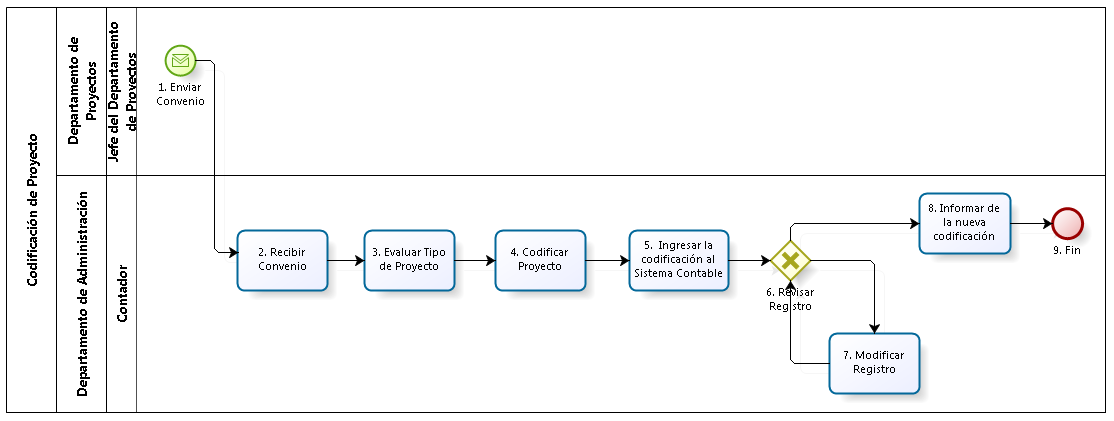 Codificación de Proyecto
Departamento de
Proyectos
Jefe del Departamento
de Proyectos
1. Enviar
Convenio
Departamento de Administración
Contador
2. Recibir
Convenio
3. Evaluar Tipo
de Proyecto
4. Codificar
Proyecto
5. Ingresar la
codificación al
Sistema Contable
6. Revisar
Registro
7. Modificar
Registro
8. Informar de
la nueva
codificación
9. Fin